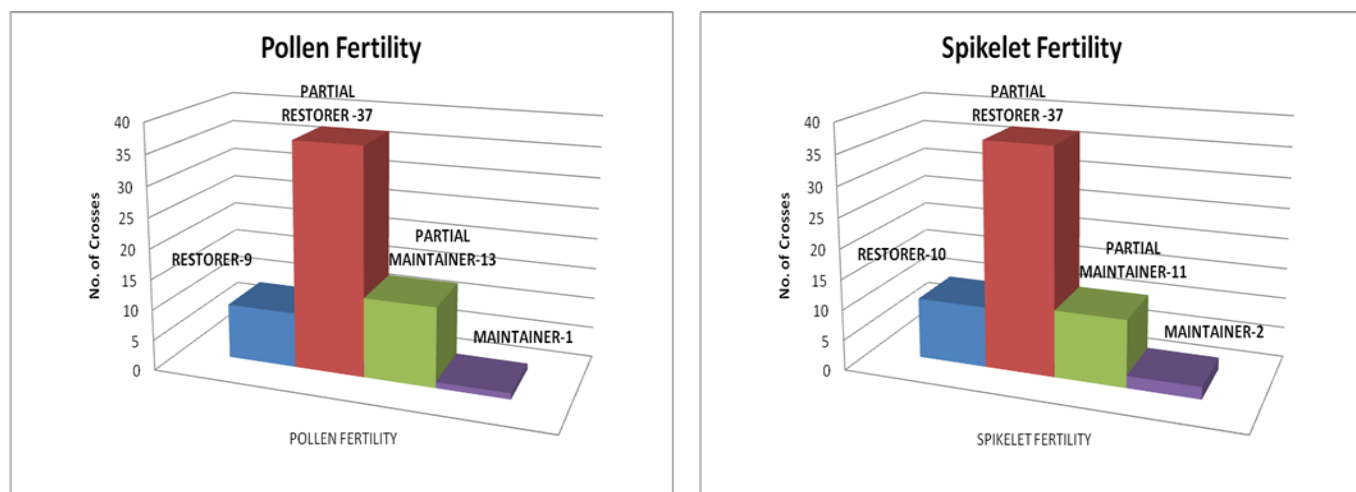 Pollen Fertility
PARTIAL
RESTORER -37
40
35
30
25
20
15
10
5
0
No. of Crosses
RESTORER-9
PARTIAL
MAINTAINER-13
MAINTAINER-1
POLLEN FERTILITY
Spikelet Fertility
PARTIAL
RESTORER -37
40
35
30
25
20
15
10
5
0
No. of Crosses
RESTORER-10
PARTIAL
MAINTAINER-11
MAINTAINER-2
SPIKELET FERTILITY